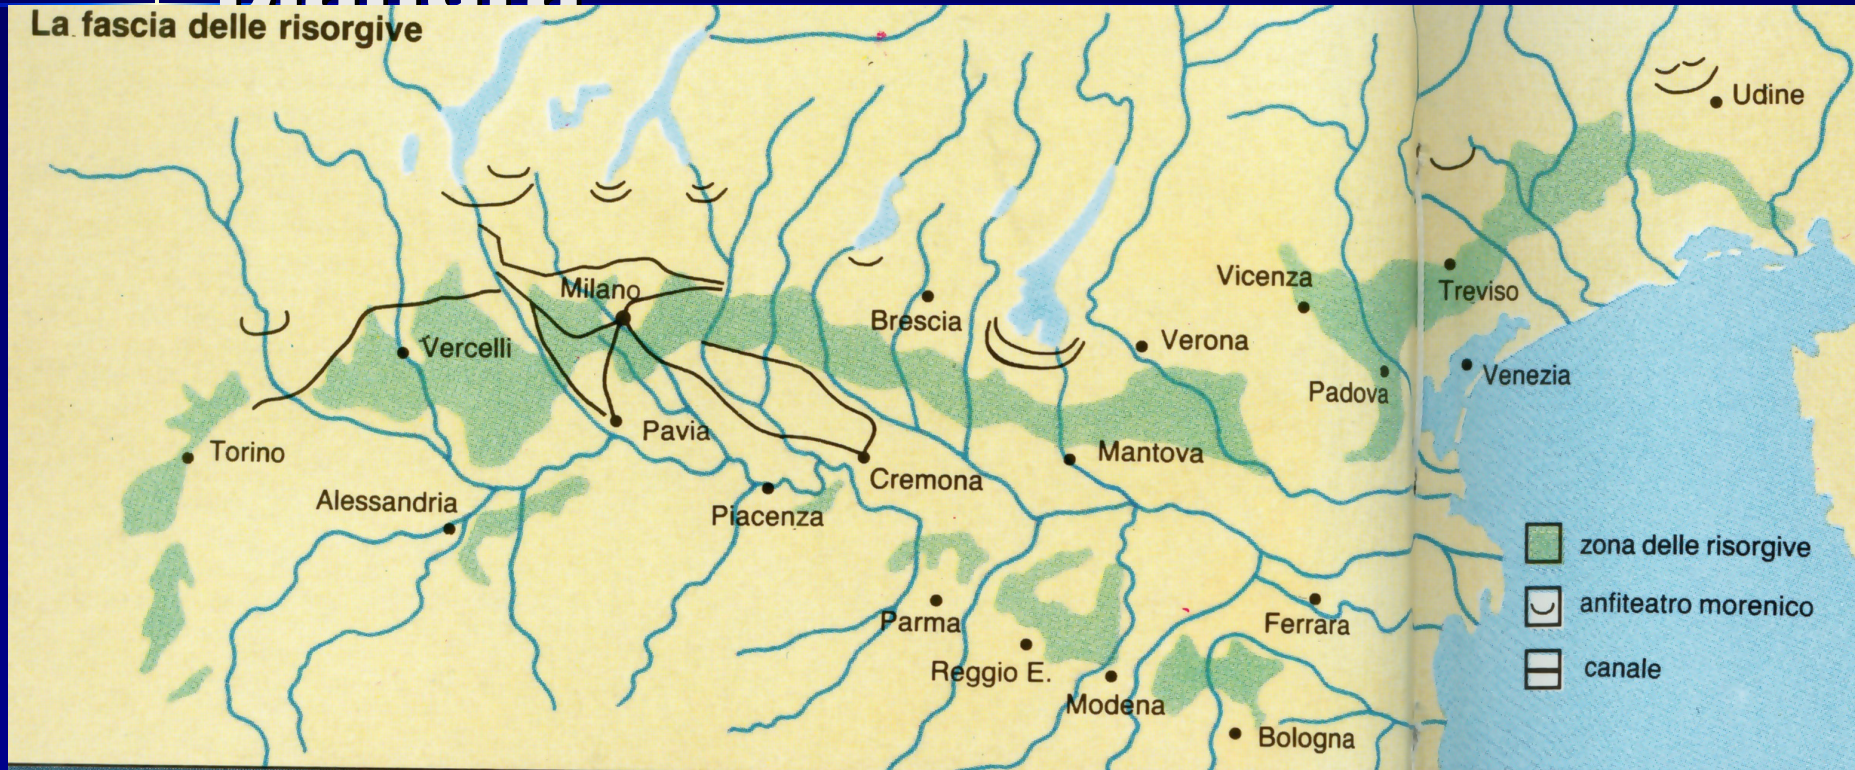 La fascia delle risorgive
Udine
Milano
Vicenza
Treviso
Brescia
Verona
Vercelli
Venezia
Padova
Pavia
Torino
Mantova
Cremona
Alessandria
Piacenza
zona delle risorgive
anfiteatro morenico
Parma
Ferrara
Reggio E.
canale
Modena
Bologna